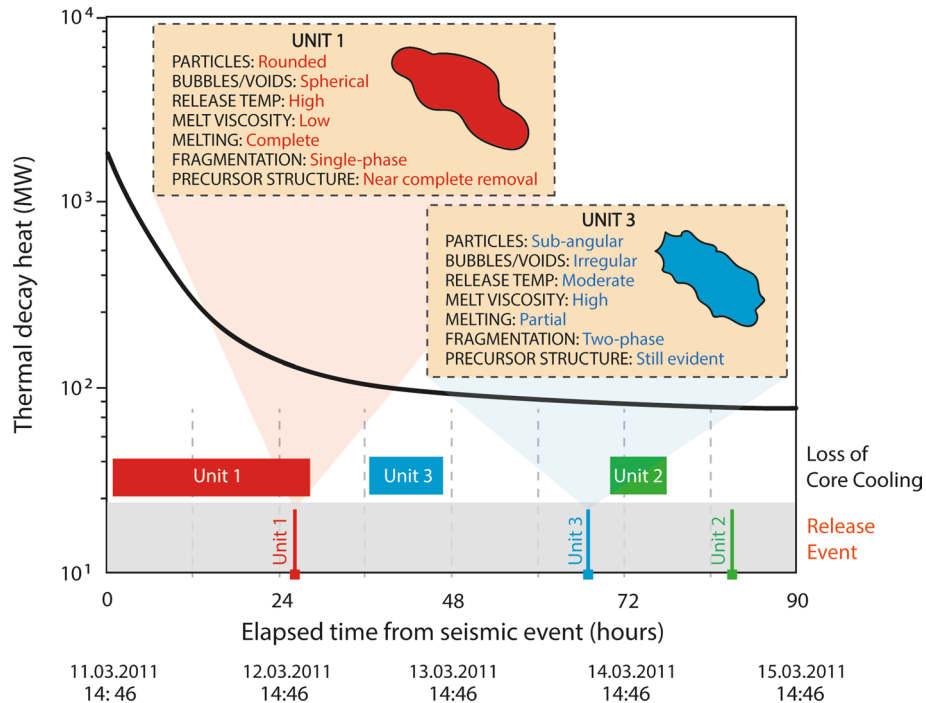 10⁴
10³
10²
10¹
Thermal decay heat (MW)
UNIT 1
PARTICLES: Rounded
BUBBLES/VOIDS: Spherical
RELEASE TEMP: High
MELT VISCOSITY: Low
MELTING: Complete
FRAGMENTATION: Single-phase
PRECURSOR STRUCTURE: Near complete removal
UNIT 3
PARTICLES: Sub-angular
BUBBLES/VOIDS: Irregular
RELEASE TEMP: Moderate
MELT VISCOSITY: High
MELTING: Partial
FRAGMENTATION: Two-phase
PRECURSOR STRUCTURE: Still evident
Unit 1
Unit 3
Unit 2
Loss of
Core Cooling
Unit 1
Unit 3
Unit 2
Release
Event
0 24 48 72 90
Elapsed time from seismic event (hours)
11.03.2011 12.03.2011 13.03.2011 14.03.2011 15.03.2011
14: 46 14:46 14:46 14:46 14:46